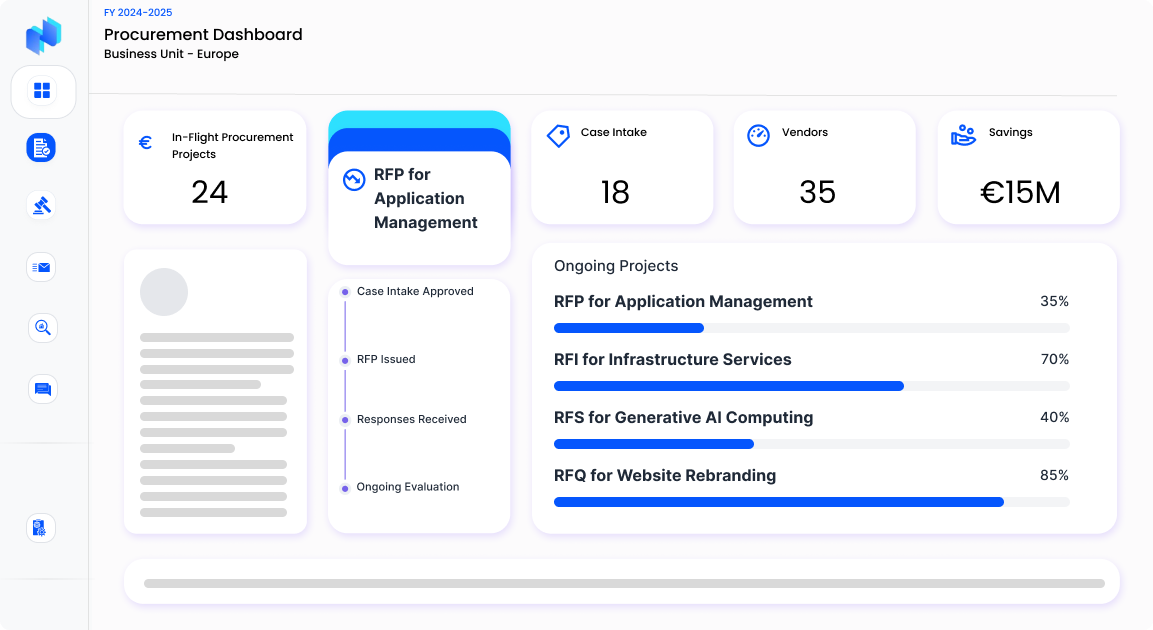 FY 2024-2025
Procurement Dashboard
Business Unit - Europe
€
In-Flight Procurement
Projects
24
RFP for
Application
Management
Case Intake
18
Vendors
35
Savings
€15M
Case Intake Approved
RFP Issued
Responses Received
Ongoing Evaluation
Ongoing Projects
RFP for Application Management 35%
RFI for Infrastructure Services 70%
RFS for Generative AI Computing 40%
RFQ for Website Rebranding 85%